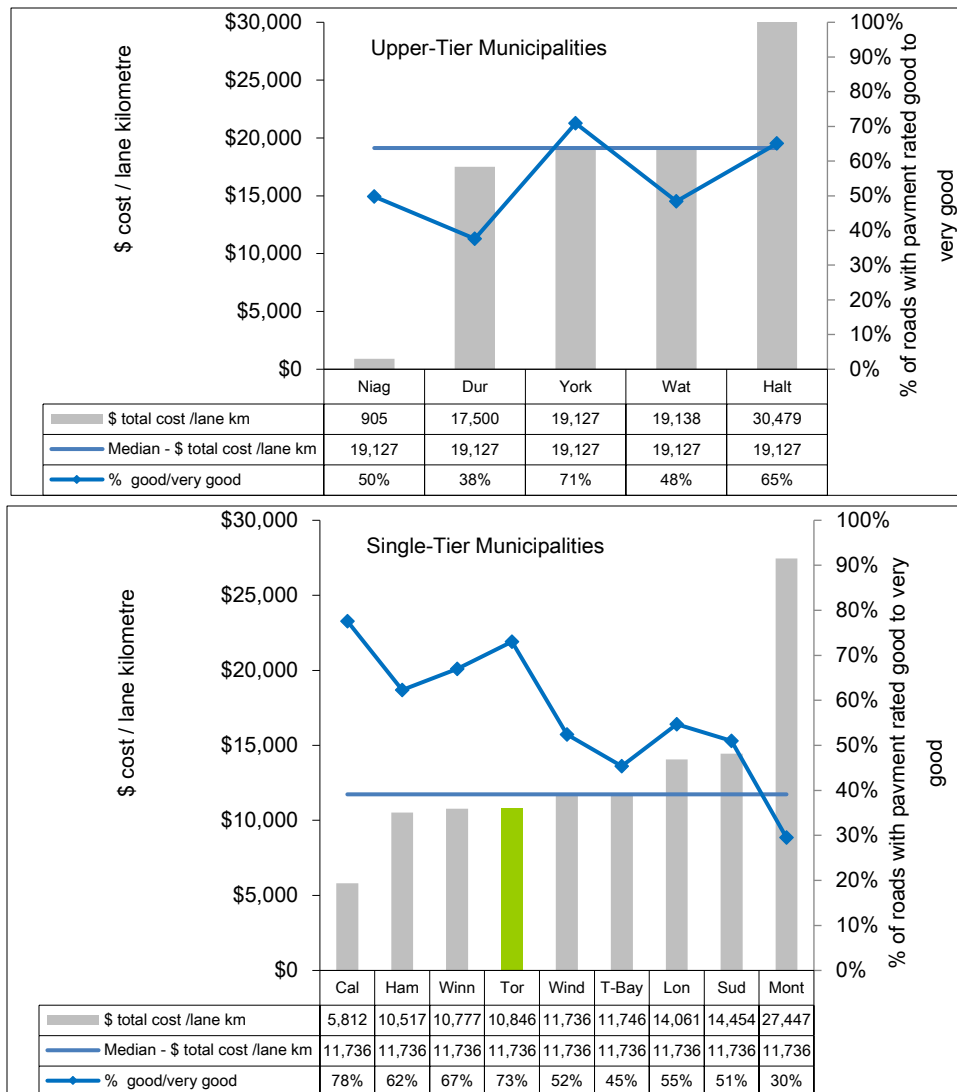 Upper-Tier Municipalities
$ cost / lane kilometre
$30,000
$25,000
$20,000
$15,000
$10,000
$5,000
$0
100%
90%
80%
70%
60%
50%
40%
30%
20%
10%
0%
% of roads with pavment rated good to
very good
Niag Dur York Wat Halt
$ total cost /lane km 905 17,500 19,127 19,138 30,479
Median - $ total cost /lane km 19,127 19,127 19,127 19,127 19,127
% good/very good 50% 38% 71% 48% 65%
Single-Tier Municipalities
$ cost / lane kilometre
$30,000
$25,000
$20,000
$15,000
$10,000
$5,000
$0
100%
90%
80%
70%
60%
50%
40%
30%
20%
10%
0%
% of roads with pavment rated good to very
good
Cal Ham Winn Tor Wind T-Bay Lon Sud Mont
$ total cost /lane km 5,812 10,517 10,777 10,846 11,736 11,746 14,061 14,454 27,447
Median - $ total cost /lane km 11,736 11,736 11,736 11,736 11,736 11,736 11,736 11,736 11,736
% good/very good 78% 62% 67% 73% 52% 45% 55% 51% 30%